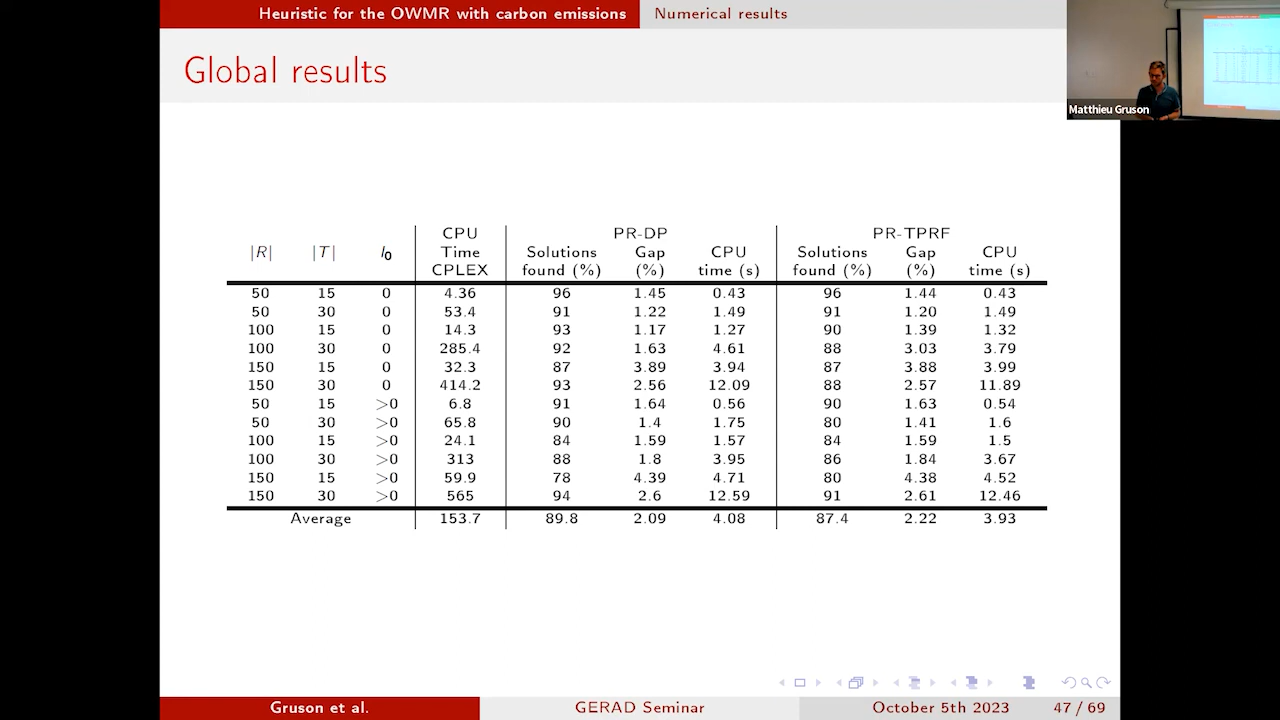 Heuristic for the OWMR with carbon emissions Numerical results
Global results
Matthieu Gruson
CPU PR-DP PR-TPRF
|R| |T| I0 Time Solutions Gap CPU Solutions Gap CPU
CPLEX found (%) (%) time (s) found (%) (%) time (s)
50 15 0 4.36 96 1.45 0.43 96 1.44 0.43
50 30 0 53.4 91 1.22 1.49 91 1.20 1.49
100 15 0 14.3 93 1.17 1.27 90 1.39 1.32
100 30 0 285.4 92 1.63 4.61 88 3.03 3.79
150 15 0 32.3 87 3.89 3.94 87 3.88 3.99
150 30 0 414.2 93 2.56 12.09 88 2.57 11.89
50 15 >0 6.8 91 1.64 0.56 90 1.63 0.54
50 30 >0 65.8 90 1.4 1.75 80 1.41 1.6
100 15 >0 24.1 84 1.59 1.57 84 1.59 1.5
100 30 >0 313 88 1.8 3.95 86 1.84 3.67
150 15 >0 59.9 78 4.39 4.71 80 4.38 4.52
150 30 >0 565 94 2.6 12.59 91 2.61 12.46
Average 153.7 89.8 2.09 4.08 87.4 2.22 3.93
Gruson et al. GERAD Seminar October 5th 2023 47 / 69